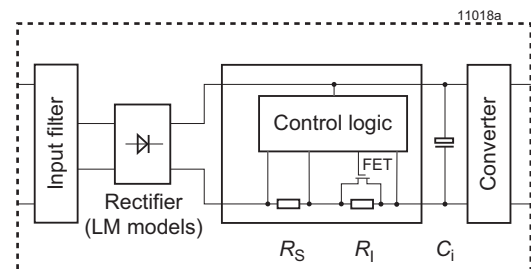 11018a
Input filter
Rectifier
(LM models)
Control logic
FET
Converter
RS
RI
Ci